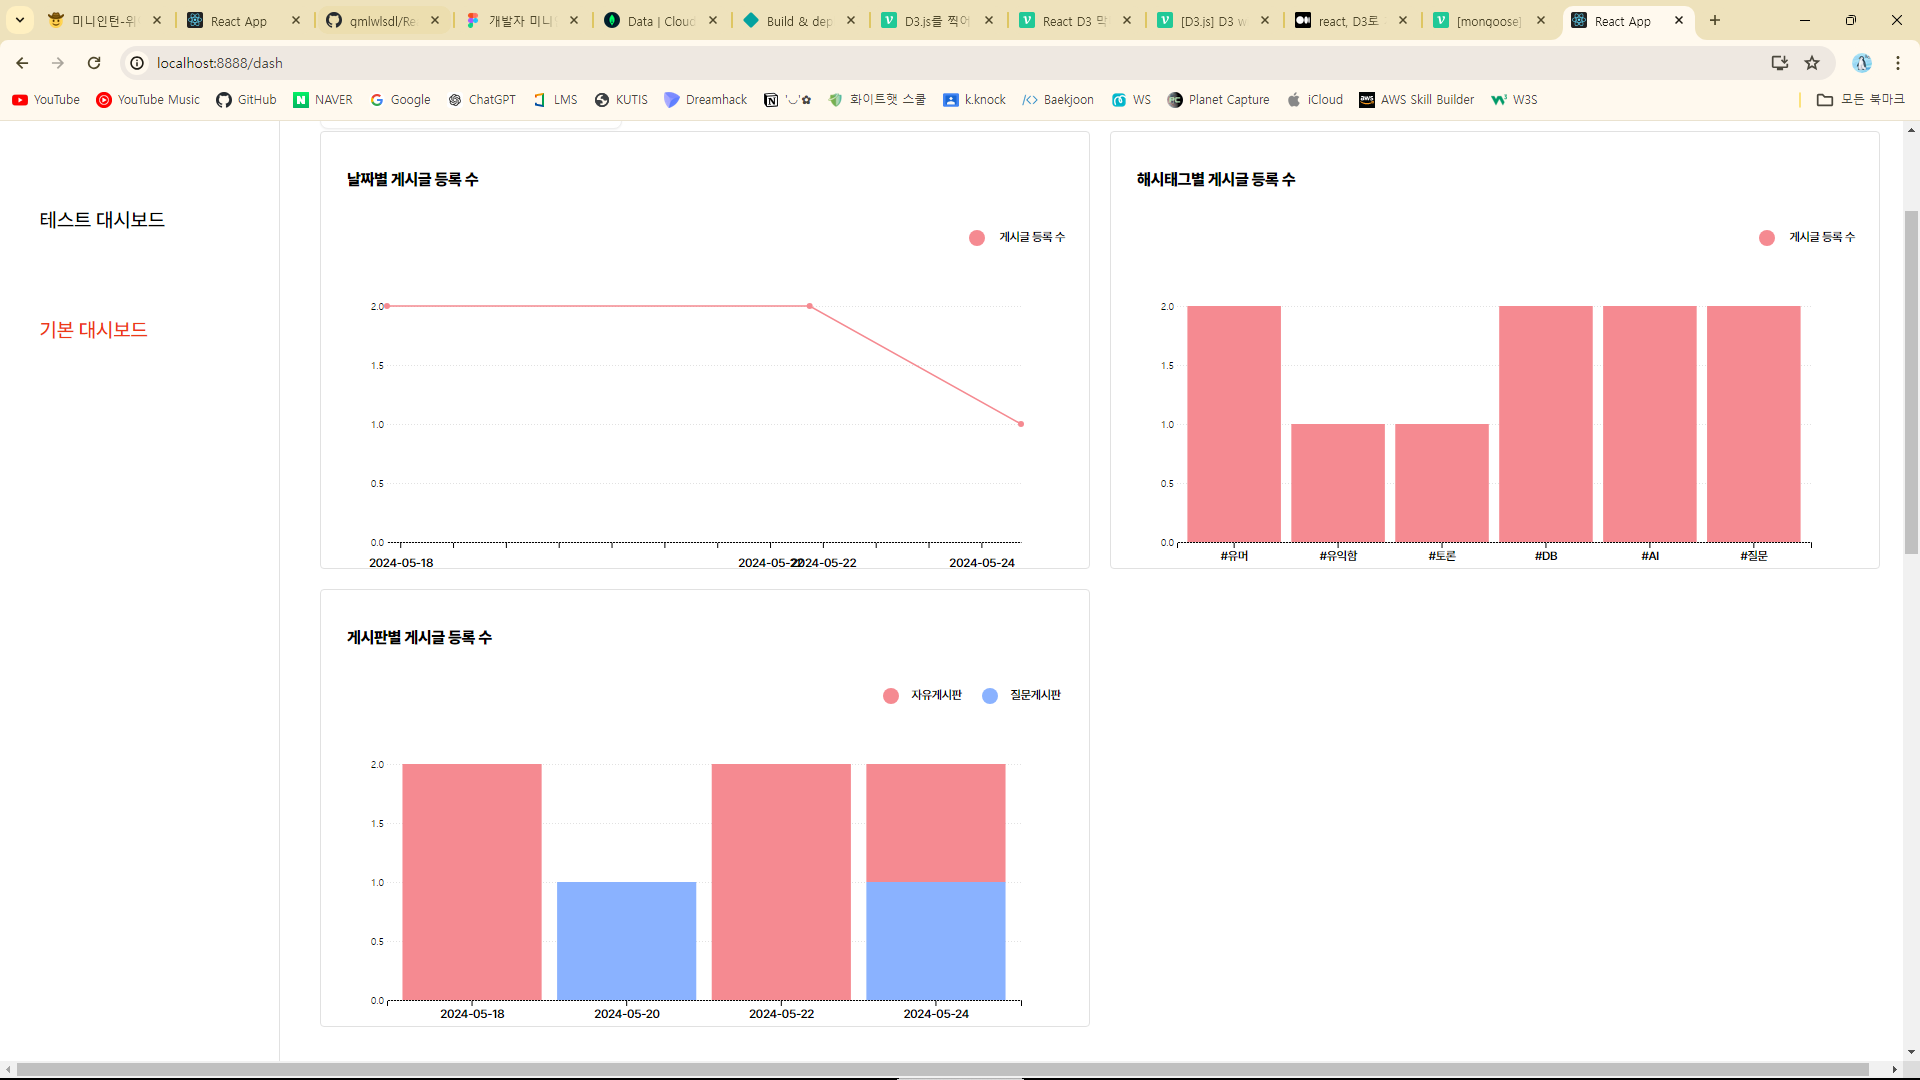 미니인턴-위
React App
gmlwlsdl/Re
개발자 미니
Data | Cloud
Build & dep
D3.js를 찍어
React D3 막
[D3.js] D3 w
react, D3로
[mongoose]
React App
localhost:8888/dash
YouTube
YouTube Music
GitHub
NAVER
Google
ChatGPT
LMS
KUTIS
Dreamhack
'◡'✿
화이트햇 스쿨
k.knock
Baekjoon
WS
Planet Capture
iCloud
AWS Skill Builder
W3S
모든 북마크
테스트 대시보드
기본 대시보드
날짜별 게시글 등록 수
게시글 등록 수
2.0
1.5
1.0
0.5
0.0
2024-05-18
2024-05-22
2024-05-24
해시태그별 게시글 등록 수
게시글 등록 수
2.0
1.5
1.0
0.5
0.0
#유머
#유익함
#토론
#DB
#AI
#질문
게시판별 게시글 등록 수
자유게시판
질문게시판
2.0
1.5
1.0
0.5
0.0
2024-05-18
2024-05-20
2024-05-22
2024-05-24